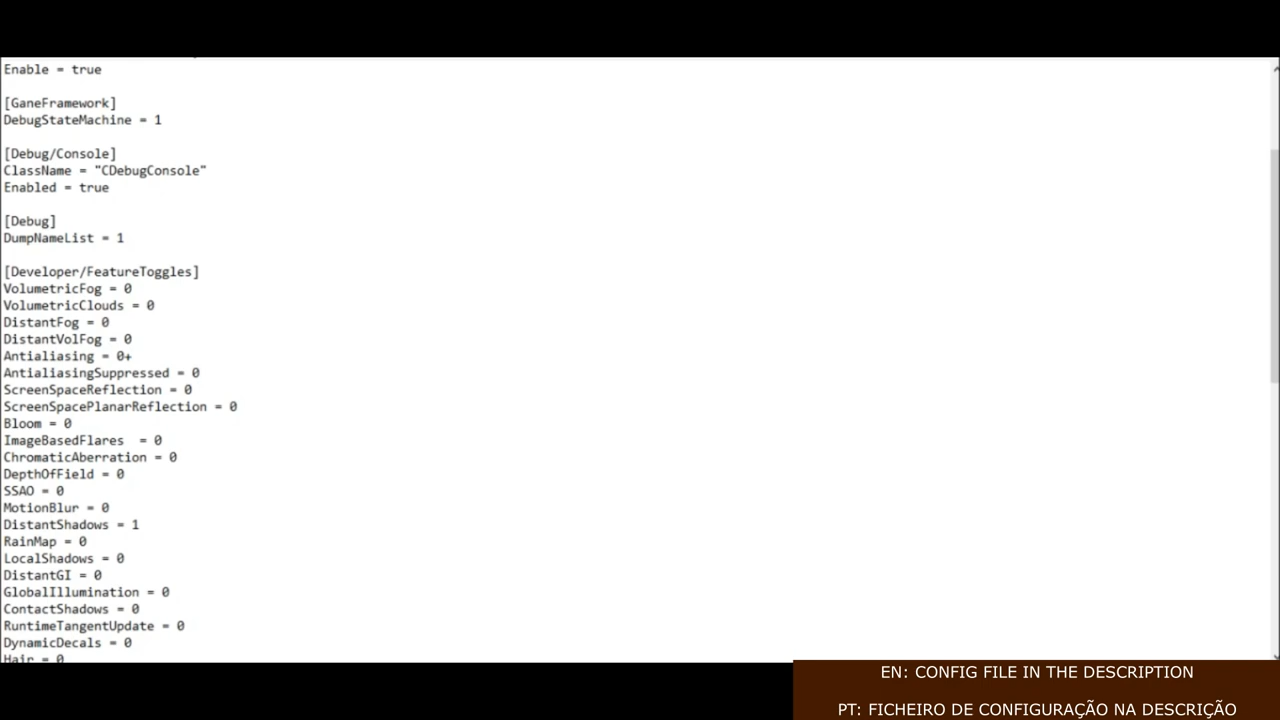 Enable = true
[GaneFramework]
DebugStateMachine = 1
[Debug/Console]
ClassName = "CDebugConsole"
Enabled = true
[Debug]
DumpNameList = 1
[Developer/FeatureToggles]
VolumetricFog = 0
VolumetricClouds = 0
DistantFog = 0
DistantVolFog = 0
Antialiasing = 0+
AntialiasingSuppressed = 0
ScreenSpaceReflection = 0
ScreenSpacePlanarReflection = 0
Bloom = 0
ImageBasedFlares  = 0
ChromaticAberration = 0
DepthOfField = 0
SSAO = 0
MotionBlur = 0
DistantShadows = 1
RainMap = 0
LocalShadows = 0
DistantGI = 0
GlobalIllumination = 0
ContactShadows = 0
RuntimeTangentUpdate = 0
DynamicDecals = 0
Hair = 0
EN: CONFIG FILE IN THE DESCRIPTION
PT: FICHEIRO DE CONFIGURAÇÃO NA DESCRIÇÃO